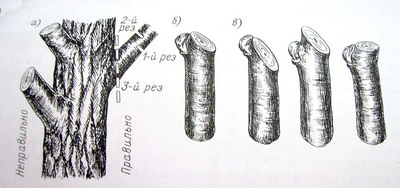 а)
2-й
рез
1-й рез
3-й рез
Неправильно
Правильно
б)
в)